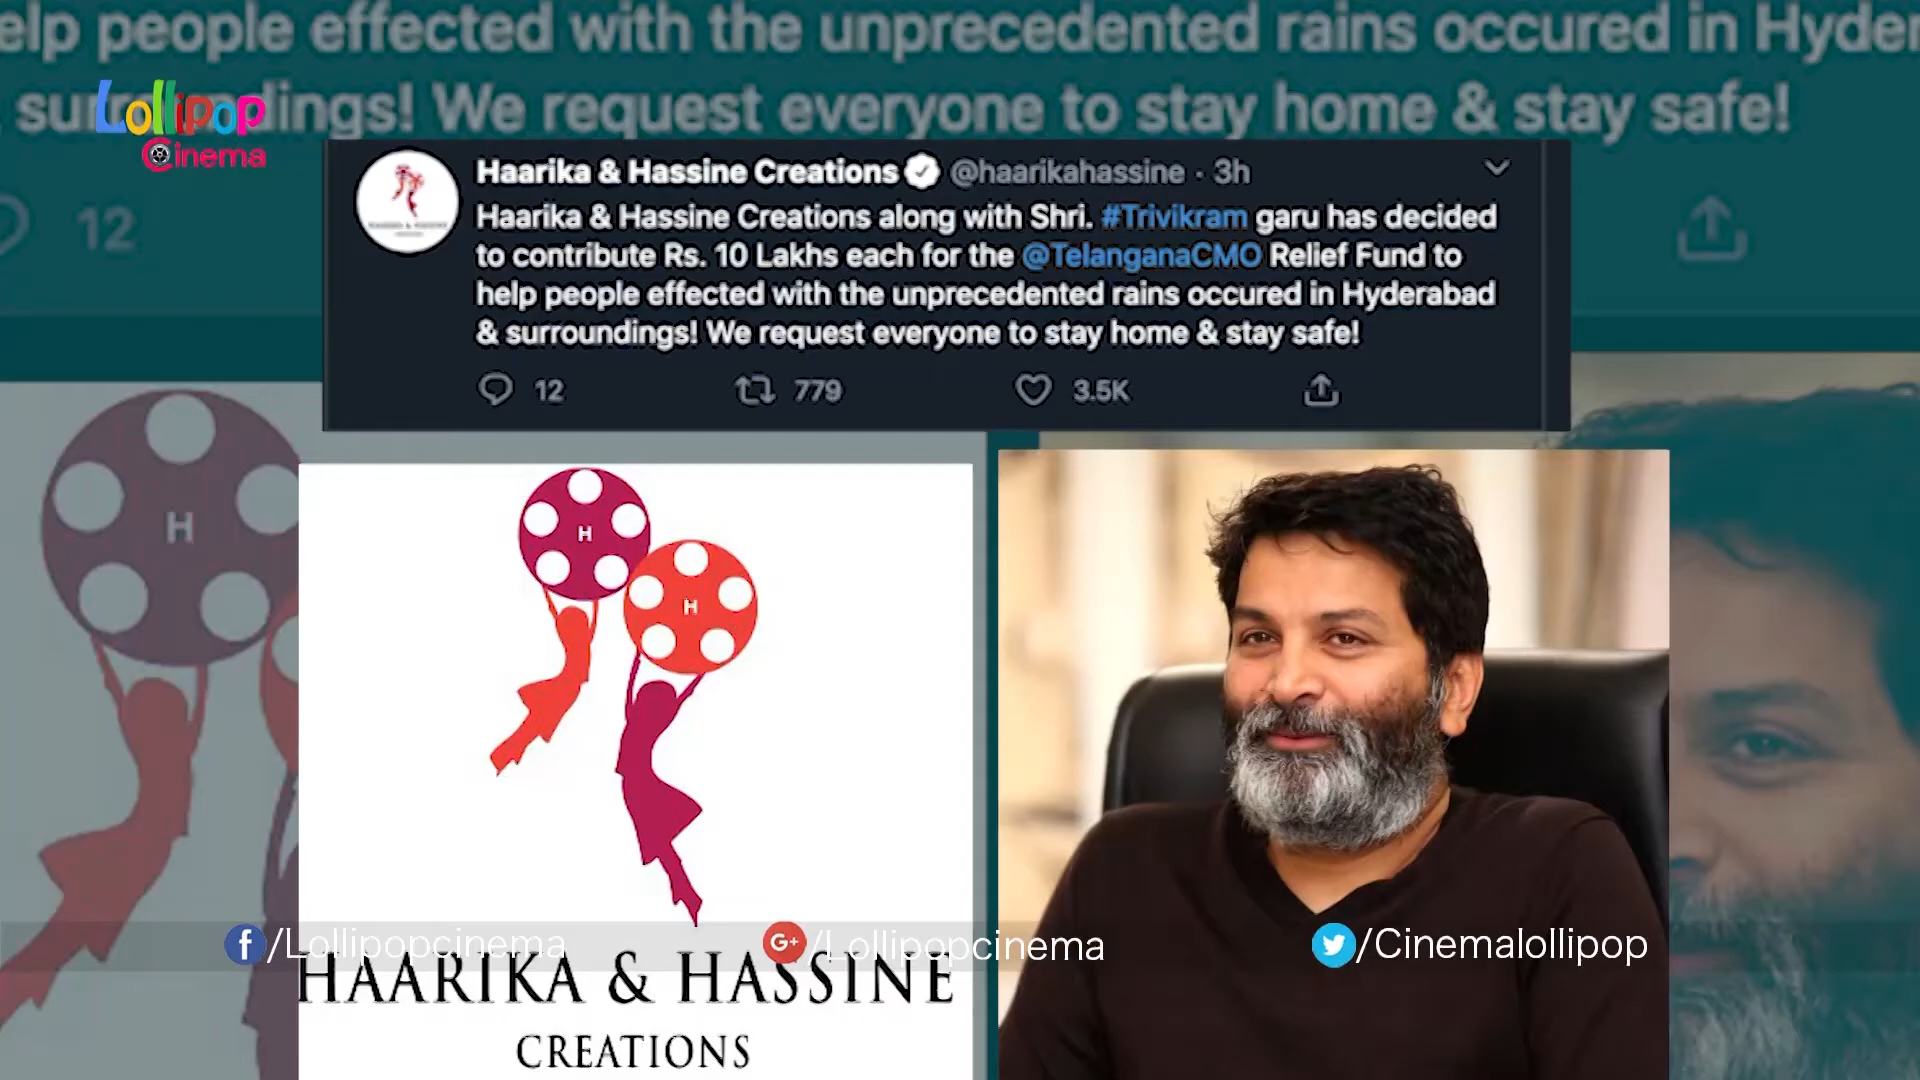 elp people effected with the unprecedented rains occured in Hyder
surroundings! We request everyone to stay home & stay safe!
Lollipop
Cinema
12
Haarika & Hassine Creations @haarikahassine · 3h
Haarika & Hassine Creations along with Shri. #Trivikram garu has decided
to contribute Rs. 10 Lakhs each for the @TelanganaCMO Relief Fund to
help people effected with the unprecedented rains occured in Hyderabad
& surroundings! We request everyone to stay home & stay safe!
12 779 3.5K
H
H
H
/Lollipopcinema /Lollipopcinema /Cinemalollipop
HAARIKA & HASSINE
CREATIONS